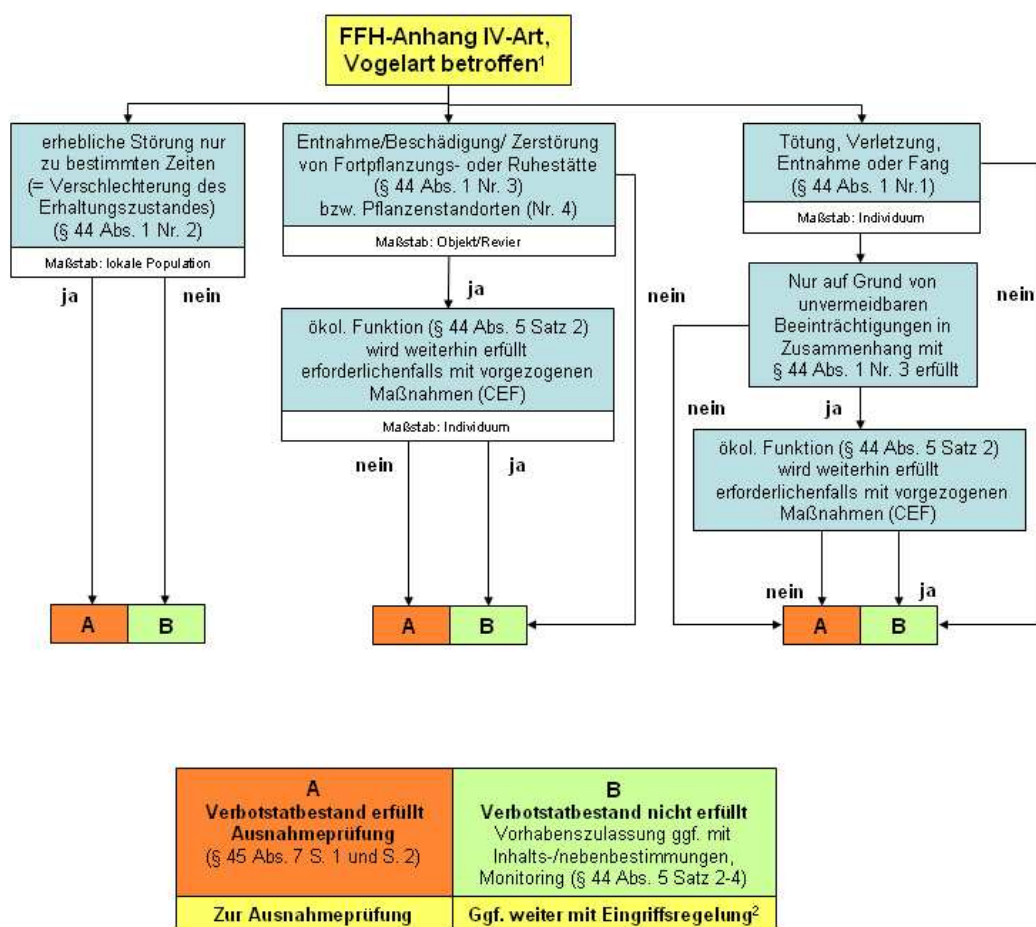 FFH-Anhang IV-Art,
Vogelart betroffen¹
erhebliche Störung nur
zu bestimmten Zeiten
(= Verschlechterung des
Erhaltungszustandes)
(§ 44 Abs. 1 Nr. 2)
Maßstab: lokale Population
ja
nein
Entnahme/Beschädigung/ Zerstörung
von Fortpflanzungs- oder Ruhestätte
(§ 44 Abs. 1 Nr. 3)
bzw. Pflanzenstandorten (Nr. 4)
Maßstab: Objekt/Revier
ja
nein
ökol. Funktion (§ 44 Abs. 5 Satz 2)
wird weiterhin erfüllt
erforderlichenfalls mit vorgezogenen
Maßnahmen (CEF)
Maßstab: Individuum
nein
ja
Tötung, Verletzung,
Entnahme oder Fang
(§ 44 Abs. 1 Nr.1)
Maßstab: Individuum
nein
Nur auf Grund von
unvermeidbaren
Beeinträchtigungen in
Zusammenhang mit
§ 44 Abs. 1 Nr. 3 erfüllt
nein
ja
ökol. Funktion (§ 44 Abs. 5 Satz 2)
wird weiterhin erfüllt
erforderlichenfalls mit vorgezogenen
Maßnahmen (CEF)
nein
ja
A B
A B
A B
A
Verbotstatbestand erfüllt
Ausnahmeprüfung
(§ 45 Abs. 7 S. 1 und S. 2)
Zur Ausnahmeprüfung
B
Verbotstatbestand nicht erfüllt
Vorhabenszulassung ggf. mit
Inhalts-/nebenbestimmungen,
Monitoring (§ 44 Abs. 5 Satz 2-4)
Ggf. weiter mit Eingriffsregelung²